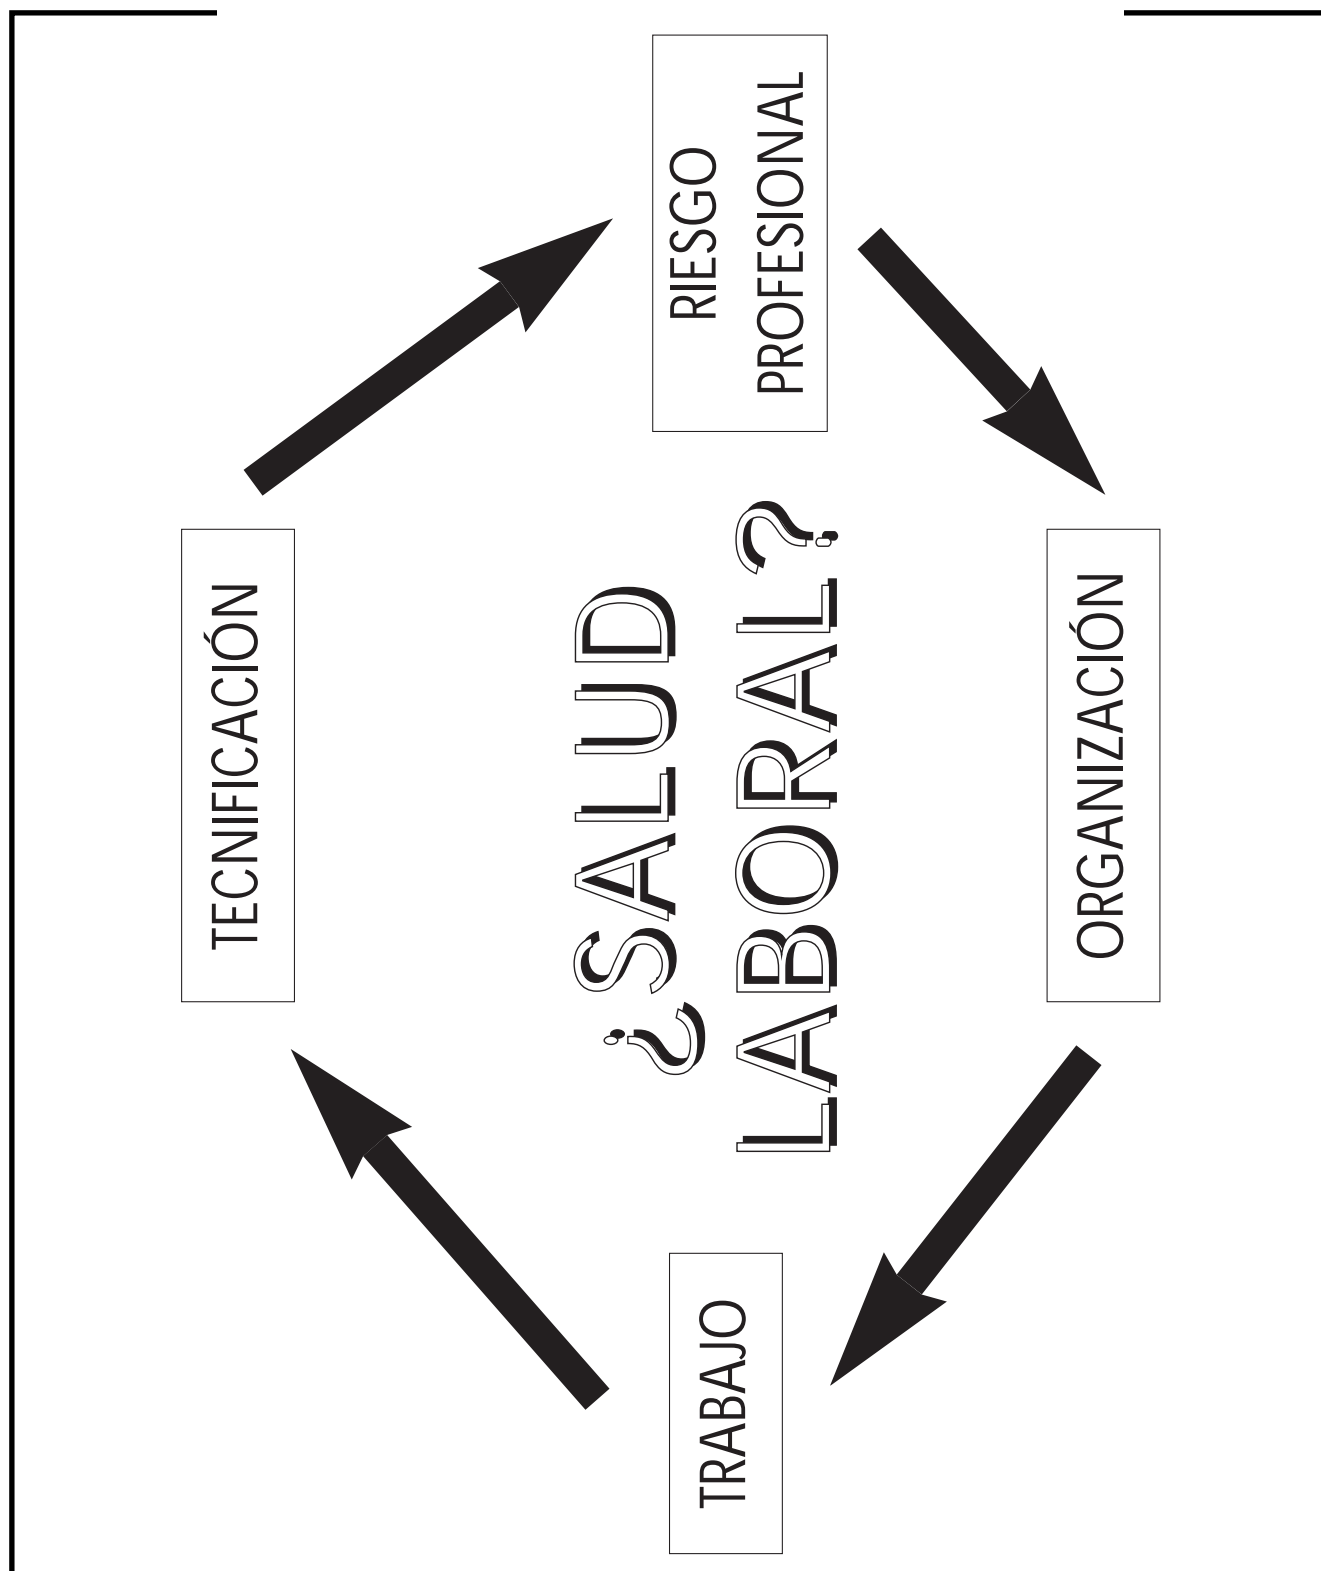 TECNIFICACIÓN
¿SALUD
LABORAL?
TRABAJO
RIESGO
PROFESIONAL
ORGANIZACIÓN